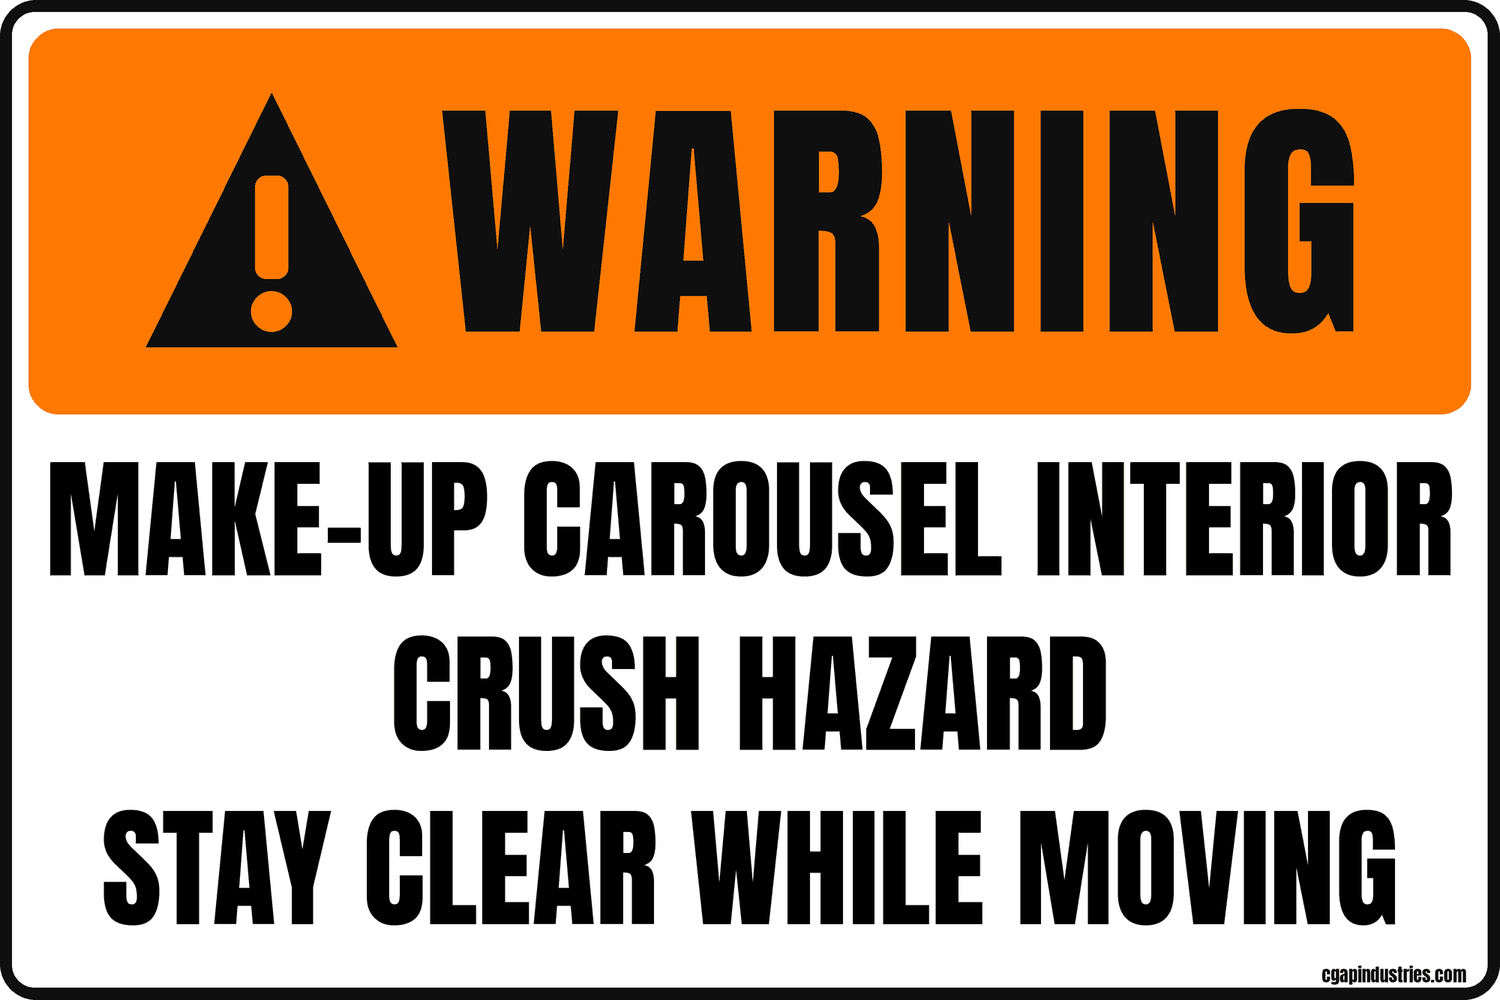 WARNING
MAKE-UP CAROUSEL INTERIOR
CRUSH HAZARD
STAY CLEAR WHILE MOVING
cgapindustries.com